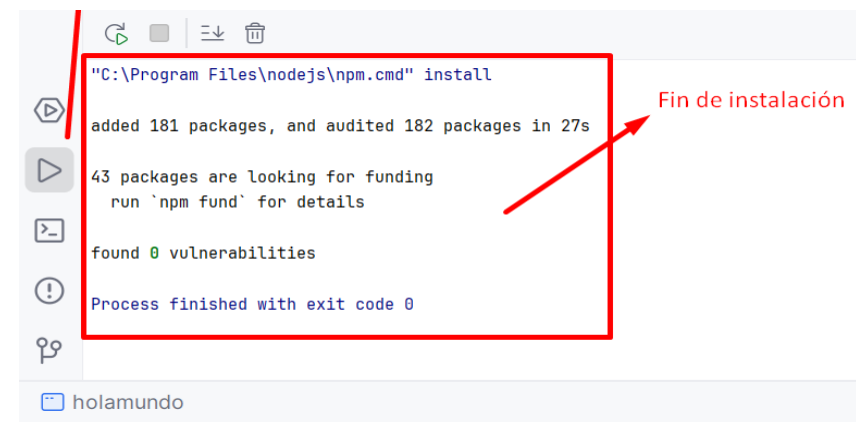 "C:\Program Files\nodejs\npm.cmd" install
Fin de instalación
added 181 packages, and audited 182 packages in 27s
43 packages are looking for funding
run `npm fund` for details
found 0 vulnerabilities
Process finished with exit code 0
holamundo